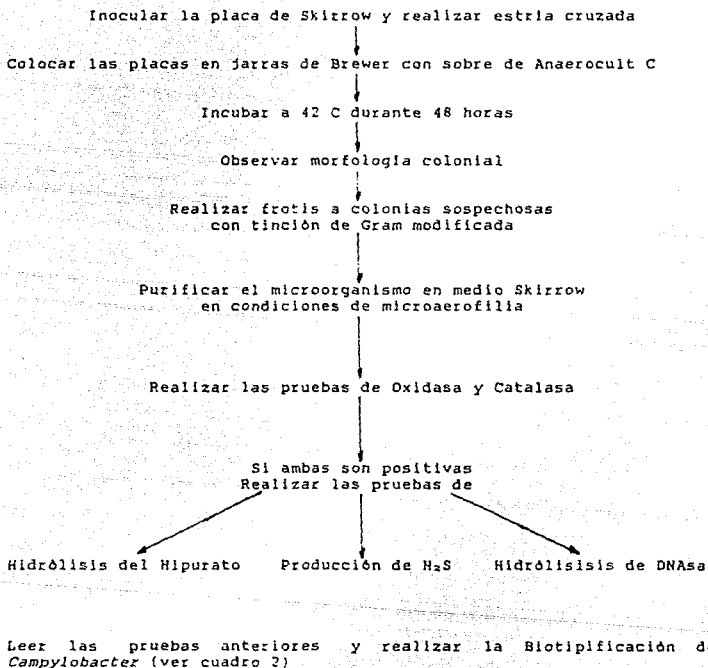 Inocular la placa de Skirrow y realizar estria cruzada
Colocar las placas en jarras de Brewer con sobre de Anaerocult C
Incubar a 42 C durante 48 horas
Observar morfología colonial
Realizar frotis a colonias sospechosas
con tinción de Gram modificada
Purificar el microorganismo en medio Skirrow
en condiciones de microaerofilia
Realizar las pruebas de Oxidasa y Catalasa
Si ambas son positivas
Realizar las pruebas de
Hidrólisis del Hipurato Producción de H₂S Hidrólisisis de DNAsa
Leer las pruebas anteriores y realizar la Biotipificación d
Campylobacter (ver cuadro 2)